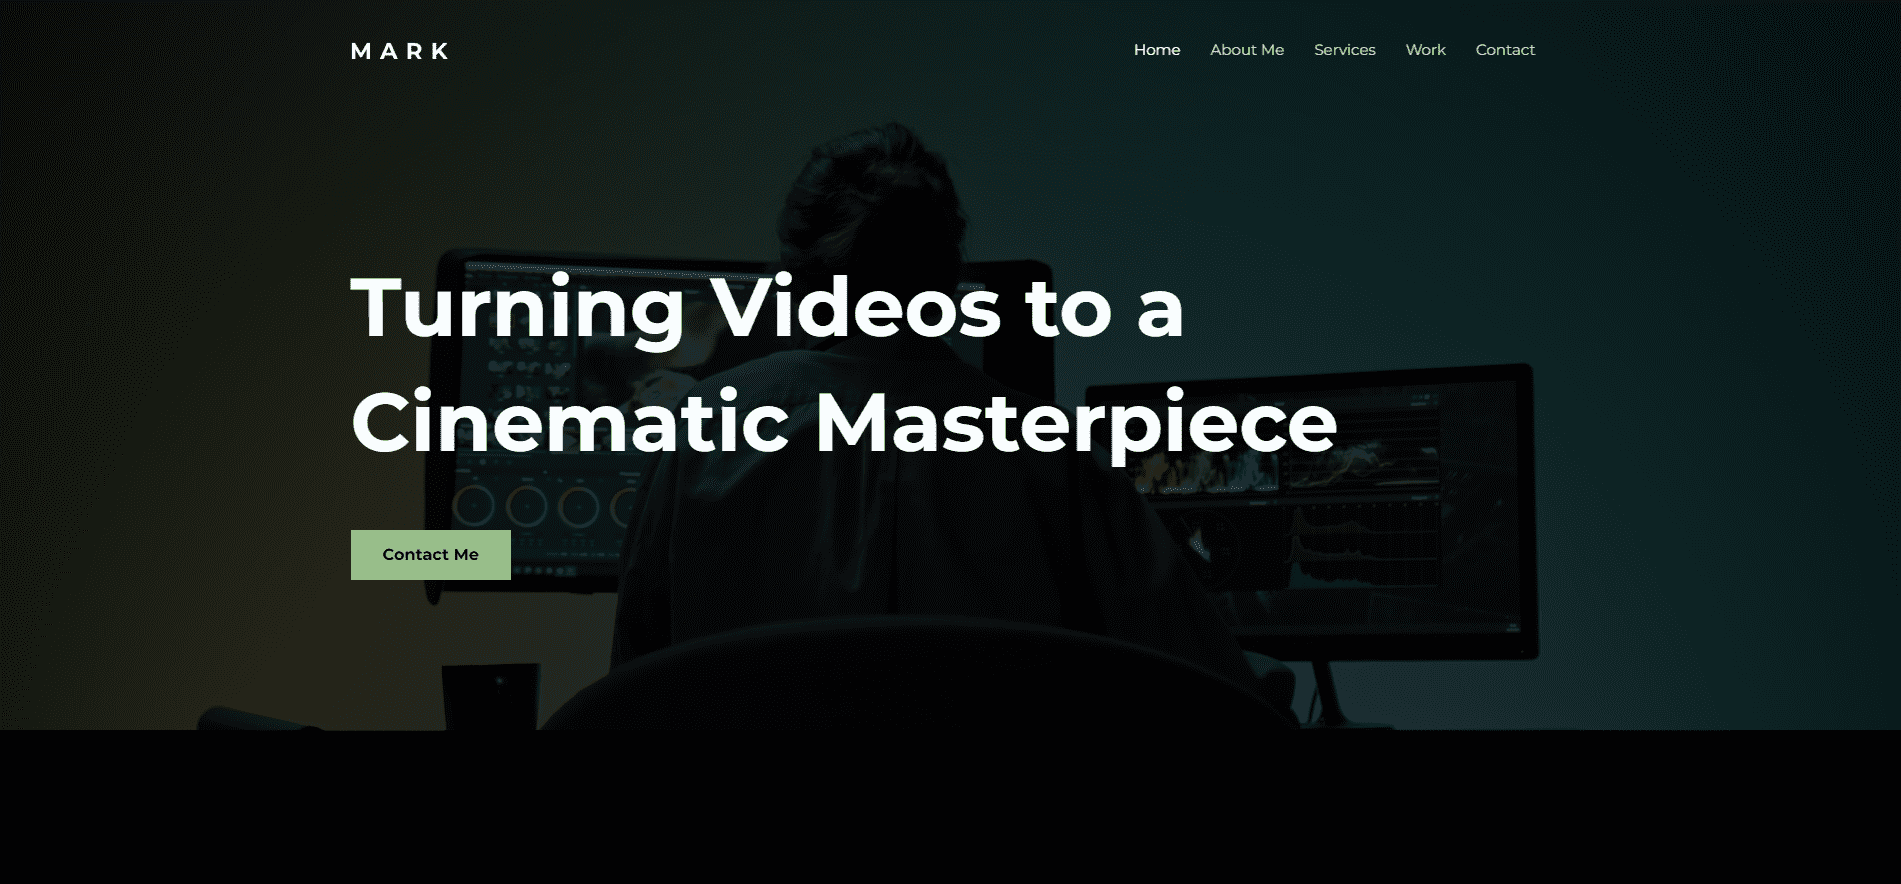 MARK
Home About Me Services Work Contact
Turning Videos to a
Cinematic Masterpiece
Contact Me